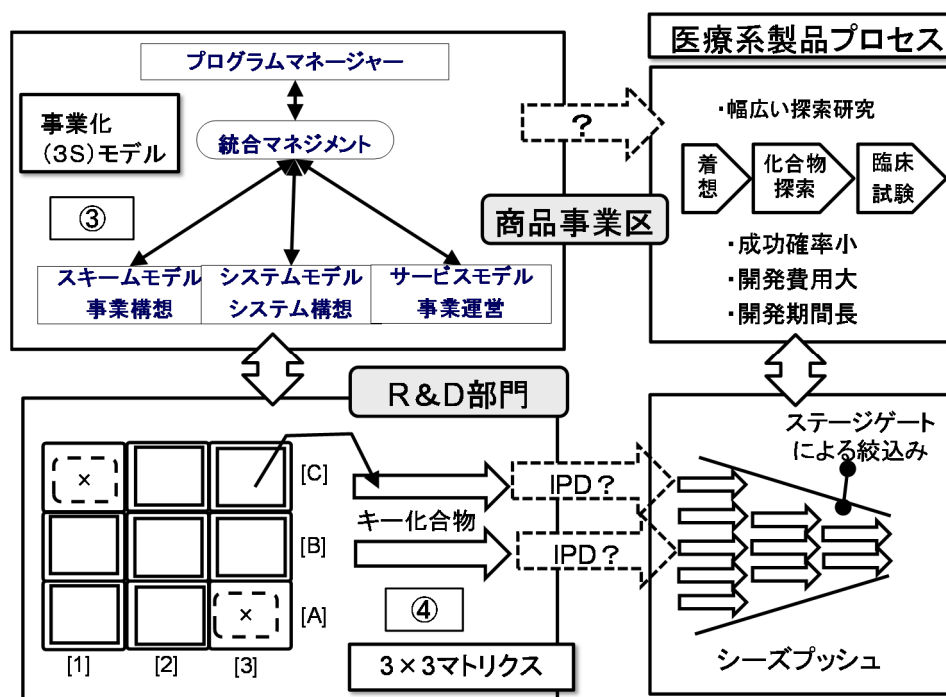 プログラムマネージャー
事業化
(3S)モデル
統合マネジメント
③
スキームモデル
事業構想
システムモデル
システム構想
サービスモデル
事業運営
?
商品事業区
医療系製品プロセス
・幅広い探索研究
着想
化合物
探索
臨床
試験
・成功確率小
・開発費用大
・開発期間長
R&D部門
×
[C]
[B]
×
[A]
[1]
[2]
[3]
キー化合物
④
3×3マトリクス
IPD?
IPD?
ステージゲート
による絞込み
シーズプッシュ